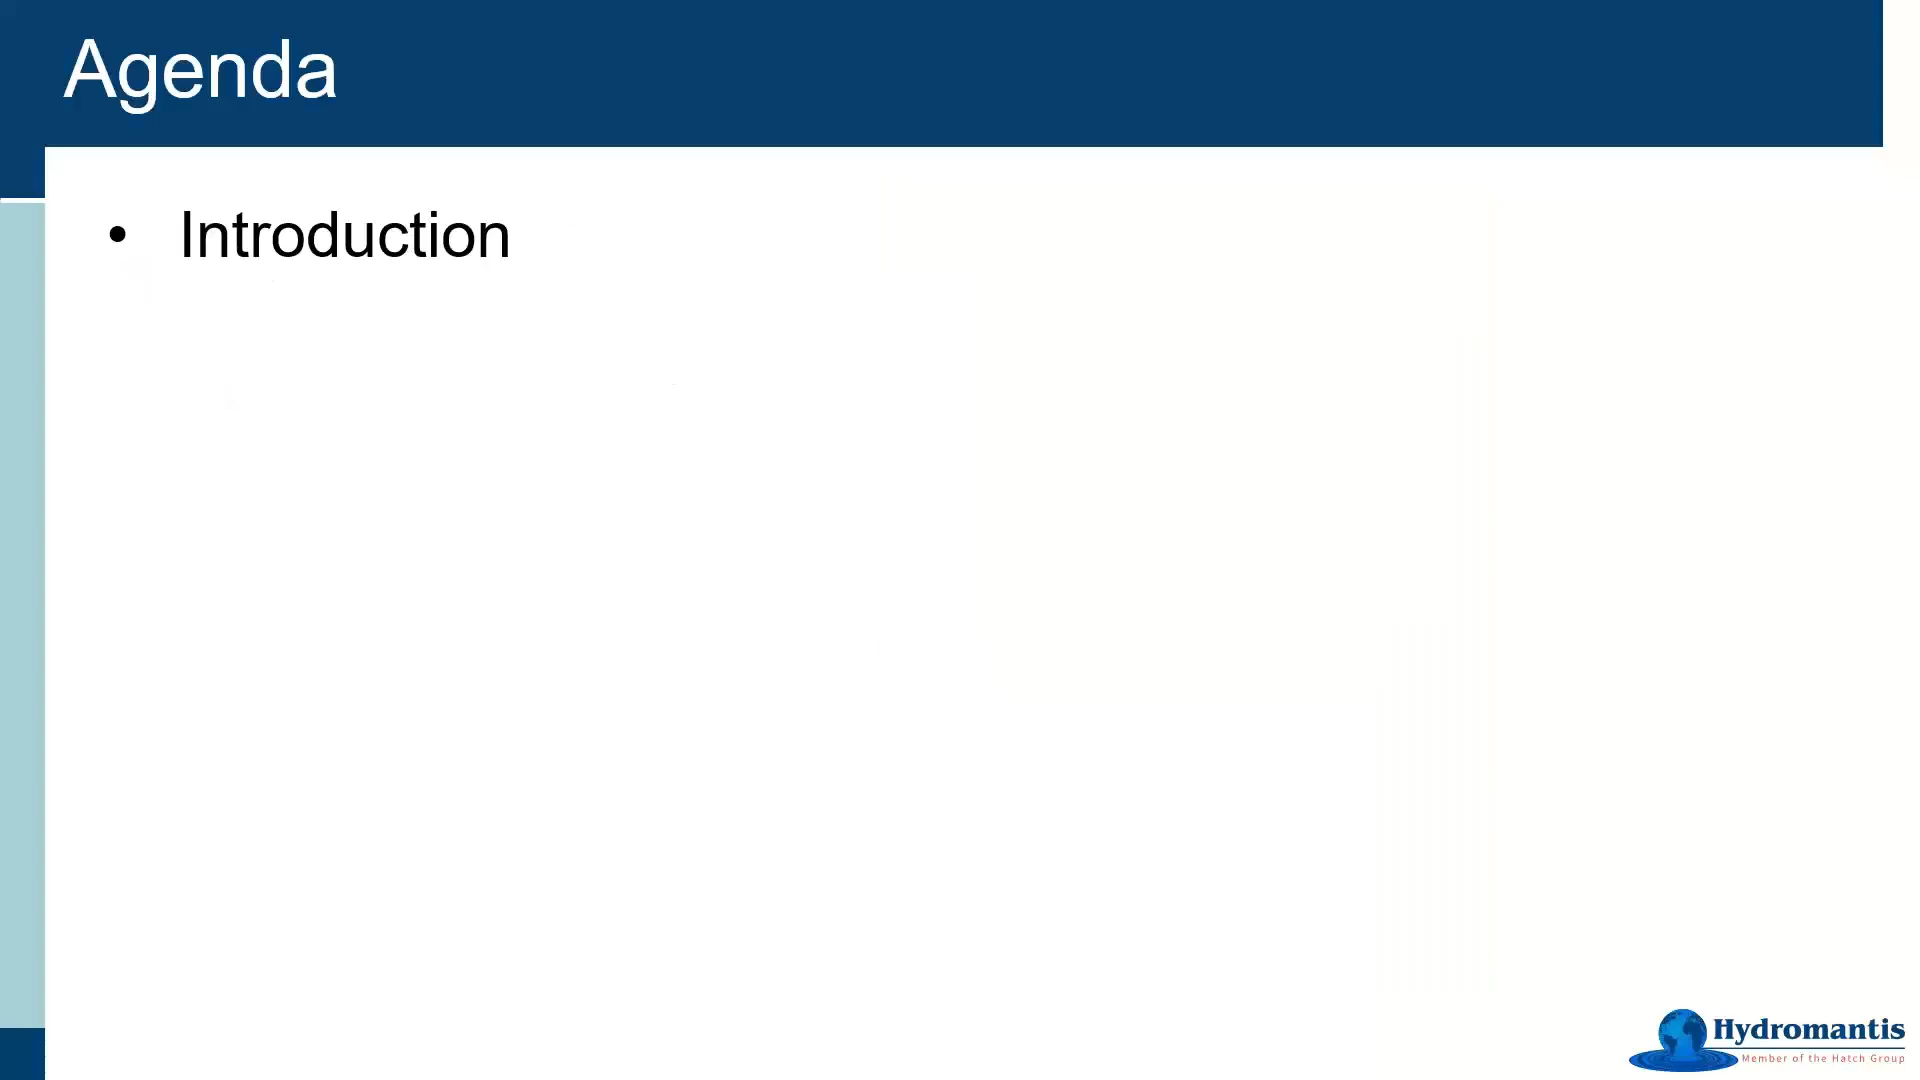 Agenda
• Introduction
Hydromantis
Member of the Hatch Group